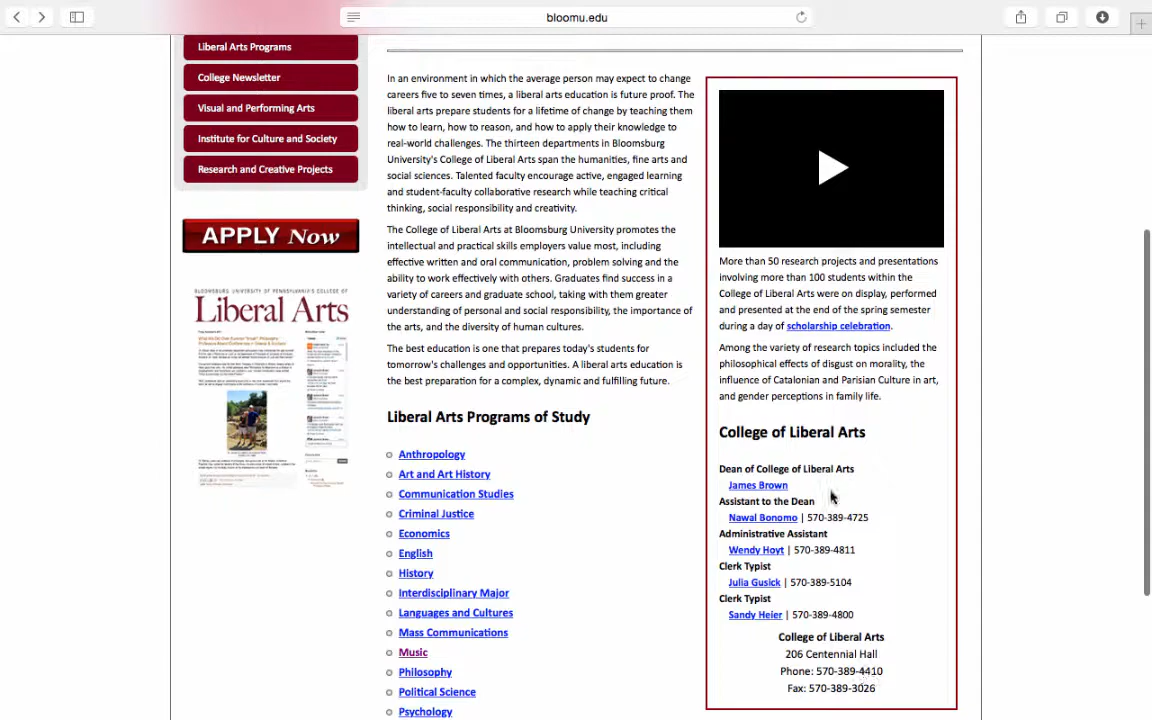 bloomu.edu
Liberal Arts Programs
College Newsletter
Visual and Performing Arts
Institute for Culture and Society
Research and Creative Projects
APPLY Now
BLOOMSBURG UNIVERSITY OF PENNSYLVANIA'S COLLEGE OF
Liberal Arts
In an environment in which the average person may expect to change
careers five to seven times, a liberal arts education is future proof. The
liberal arts prepare students for a lifetime of change by teaching them
how to learn, how to reason, and how to apply their knowledge to
real-world challenges. The thirteen departments in Bloomsburg
University's College of Liberal Arts span the humanities, fine arts and
social sciences. Talented faculty encourage active, engaged learning
and student-faculty collaborative research while teaching critical
thinking, social responsibility and creativity.
The College of Liberal Arts at Bloomsburg University promotes the
intellectual and practical skills employers value most, including
effective written and oral communication, problem solving and the
ability to work effectively with others. Graduates find success in a
variety of careers and graduate school, taking with them greater
understanding of personal and social responsibility, the importance of
the arts, and the diversity of human cultures.
The best education is one that prepares today's students for
tomorrow's challenges and opportunities. A liberal arts education is
the best preparation for a complex, dynamic and fulfilling future.
Liberal Arts Programs of Study
Anthropology
Art and Art History
Communication Studies
Criminal Justice
Economics
English
History
Interdisciplinary Major
Languages and Cultures
Mass Communications
Music
Philosophy
Political Science
Psychology
More than 50 research projects and presentations
involving more than 100 students within the
College of Liberal Arts were on display, performed
and presented at the end of the spring semester
during a day of scholarship celebration.
Among the variety of research topics included the
philosophical effects of disgust on morality, the
influence of Catalonian and Parisian Culture in art,
and gender perceptions in family life.
College of Liberal Arts
Dean of College of Liberal Arts
James Brown
Assistant to the Dean
Nawal Bonomo | 570-389-4725
Administrative Assistant
Wendy Hoyt | 570-389-4811
Clerk Typist
Julia Gusick | 570-389-5104
Clerk Typist
Sandy Heier | 570-389-4800
College of Liberal Arts
206 Centennial Hall
Phone: 570-389-4410
Fax: 570-389-3026